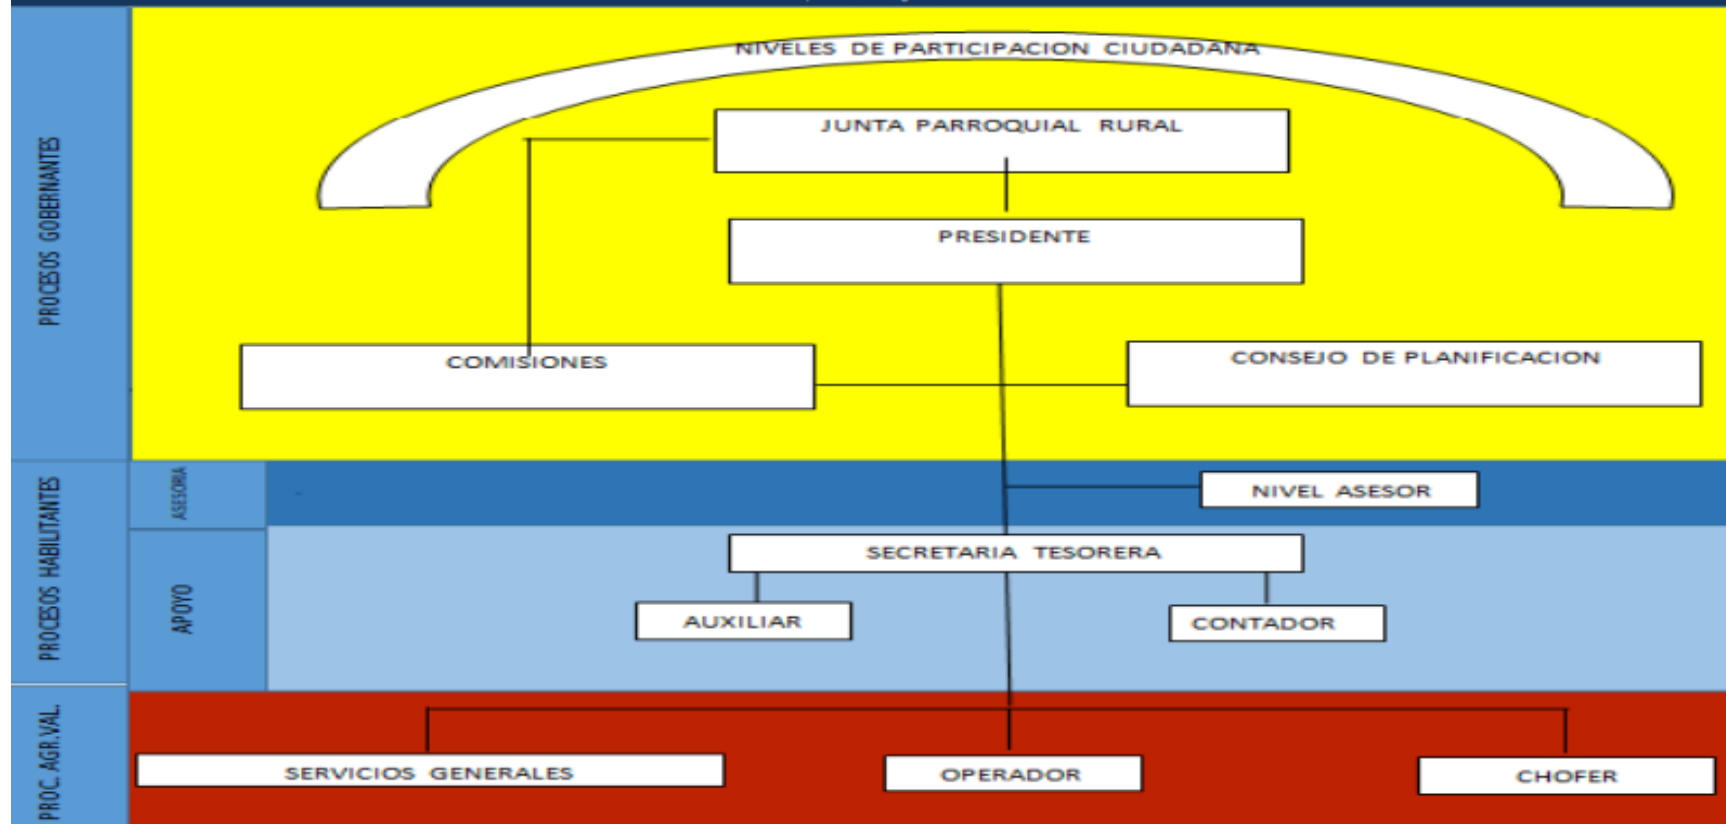 NIVELES DE PARTICIPACION CIUDADANA
JUNTA PARROQUIAL RURAL
PRESIDENTE
COMISIONES
CONSEJO DE PLANIFICACION
PROCESOS GOBERNANTES
NIVEL ASESOR
ASESORIA
SECRETARIA TESORERA
AUXILIAR
CONTADOR
APOYO
PROCESOS HABILITANTES
SERVICIOS GENERALES
OPERADOR
CHOFER
PROC. AGR.VAL.